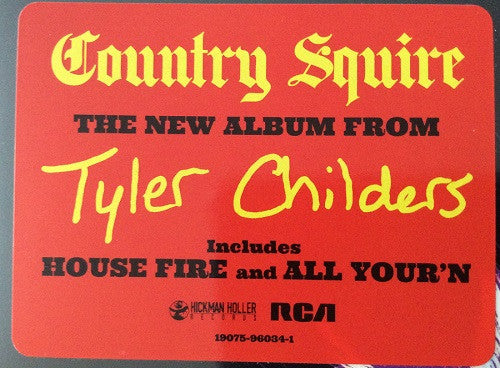 Country Squire
THE NEW ALBUM FROM
Tyler Childers
Includes
HOUSE FIRE and ALL YOUR'N
HICKMAN HOLLER RCA
RECORDS
19075-96034-1